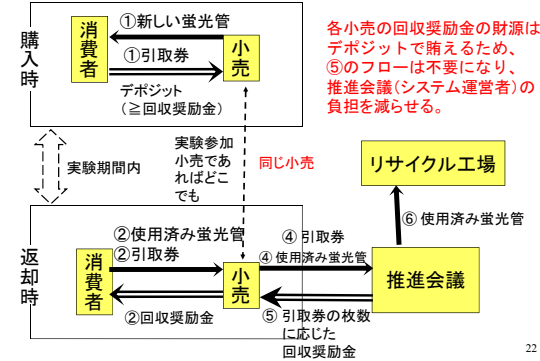 購入時
消費者
①新しい蛍光管
①引取券
小売
デポジット
(≧回収奨励金)
各小売の回収奨励金の財源は
デポジットで賄えるため、
⑤のフローは不要になり、
推進会議(システム運営者)の
負担を減らせる。
実験期間内
実験参加
小売であ
ればどこ
でも
同じ小売
リサイクル工場
⑥ 使用済み蛍光管
返却時
消費者
②使用済み蛍光管
②引取券
②回収奨励金
小売
④ 引取券
④ 使用済み蛍光管
⑤ 引取券の枚数
に応じた
回収奨励金
推進会議
22